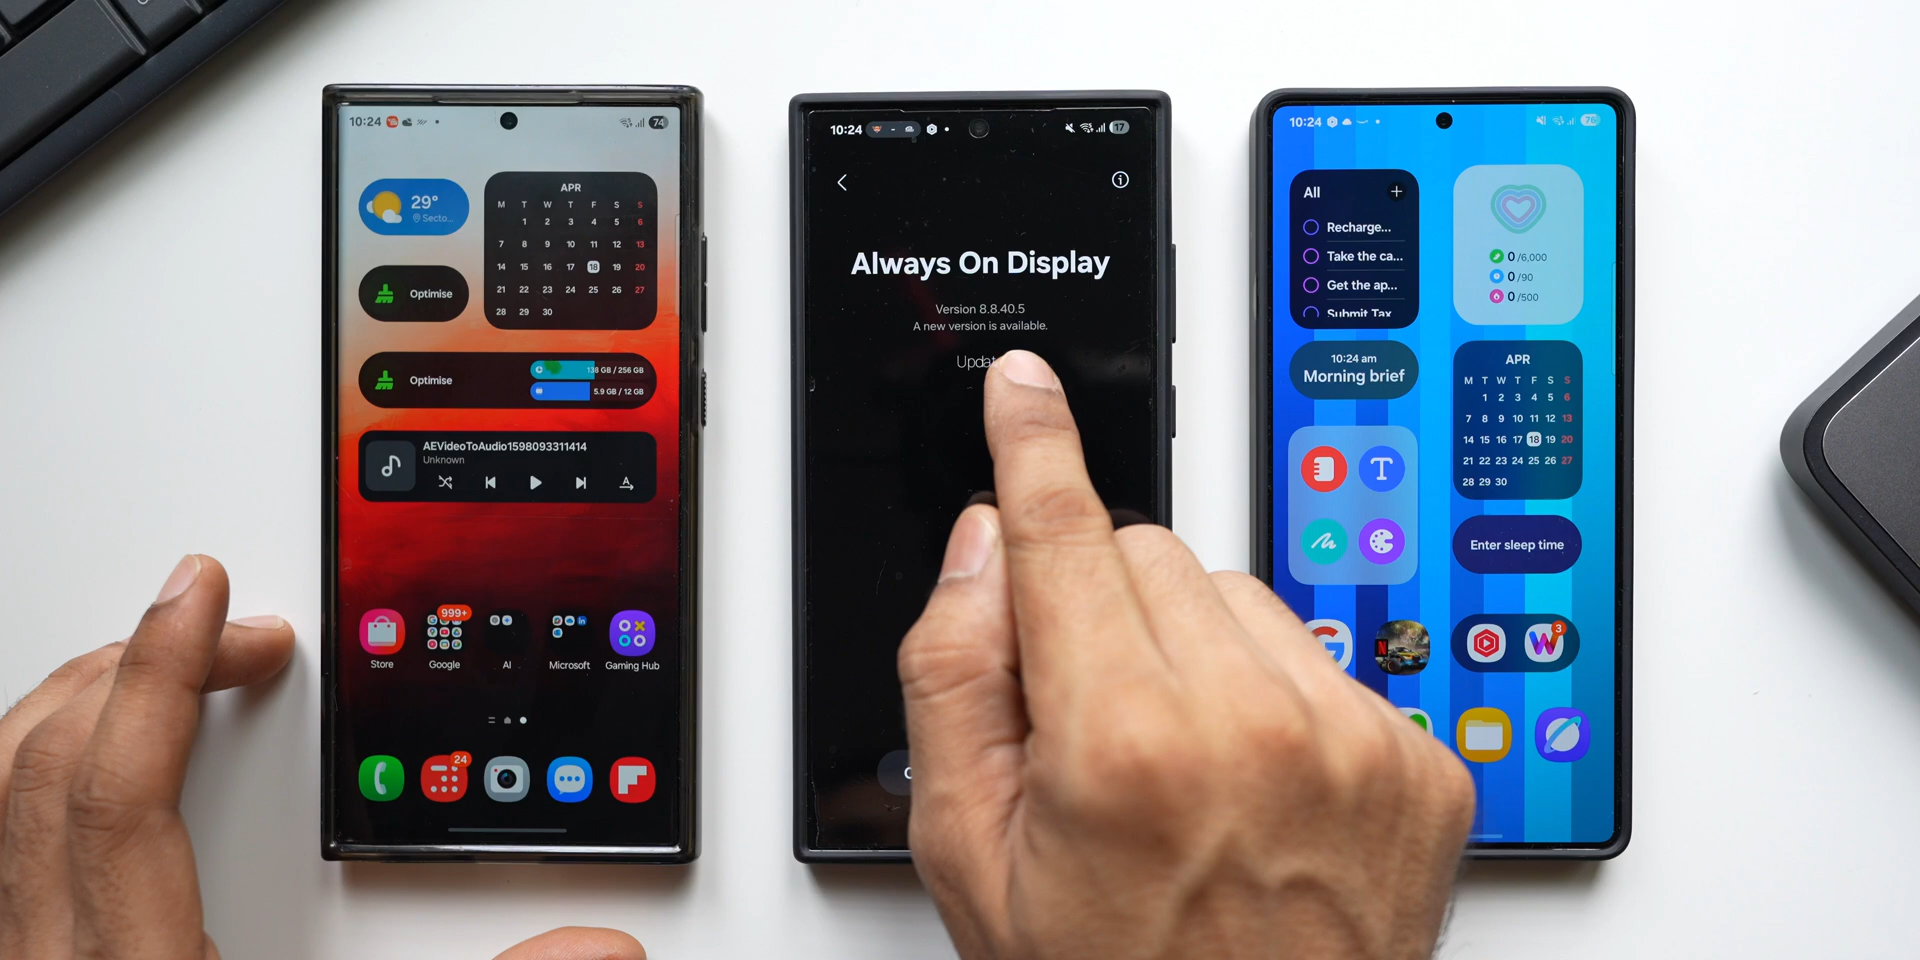 10:24
74
29°
Secto...
APR
M T W T F S S
1 2 3 4 5 6
7 8 9 10 11 12 13
14 15 16 17 18 19 20
21 22 23 24 25 26 27
28 29 30
Optimise
Optimise
138 GB / 256 GB
5.9 GB / 12 GB
AEVideoToAudio1598093311414
Unknown
999+
Store
Google
AI
Microsoft
Gaming Hub
24
10:24
17
Always On Display
Version 8.8.40.5
A new version is available.
10:24
76
All
Recharge...
Take the ca...
Get the ap...
Submit Tax
0 /6,000
0 /90
0 /500
10:24 am
Morning brief
APR
M T W T F S S
1 2 3 4 5 6
7 8 9 10 11 12 13
14 15 16 17 18 19 20
21 22 23 24 25 26 27
28 29 30
T
Enter sleep time
G
N
W
3